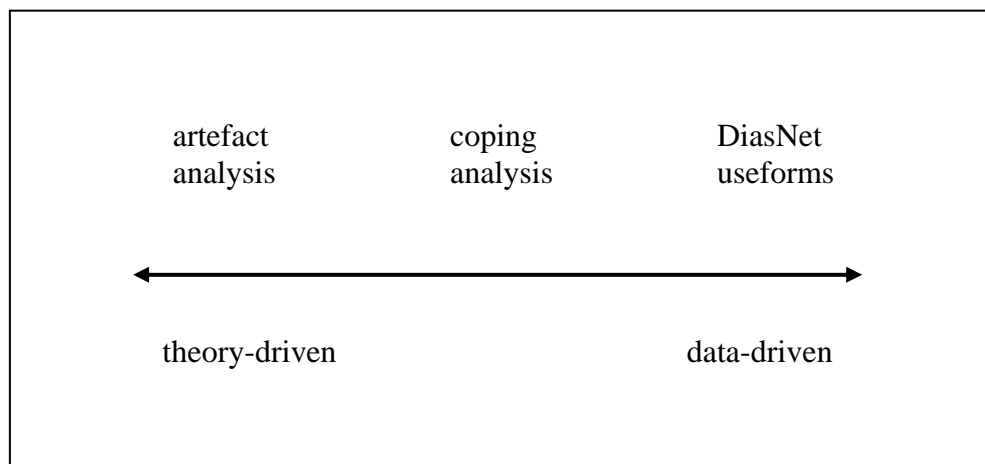 artefact
analysis
coping
analysis
DiasNet
useforms
theory-driven
data-driven